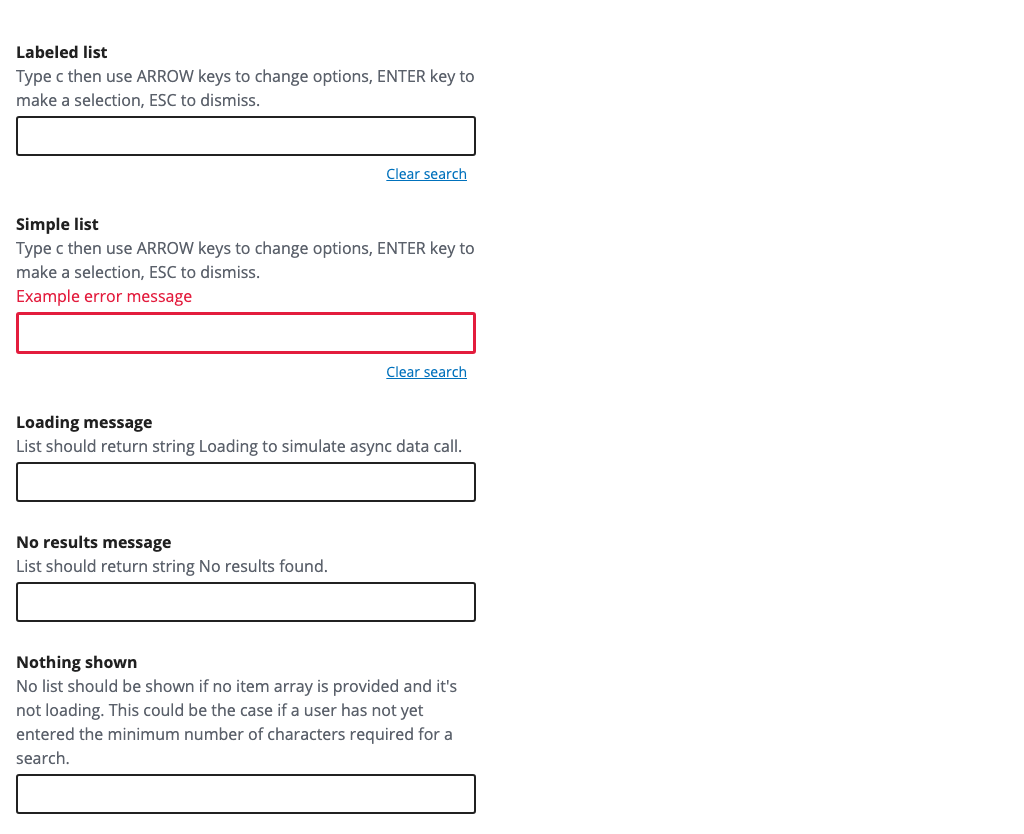 Labeled list
Type c then use ARROW keys to change options, ENTER key to
make a selection, ESC to dismiss.
Clear search
Simple list
Type c then use ARROW keys to change options, ENTER key to
make a selection, ESC to dismiss.
Example error message
Clear search
Loading message
List should return string Loading to simulate async data call.
No results message
List should return string No results found.
Nothing shown
No list should be shown if no item array is provided and it's
not loading. This could be the case if a user has not yet
entered the minimum number of characters required for a
search.